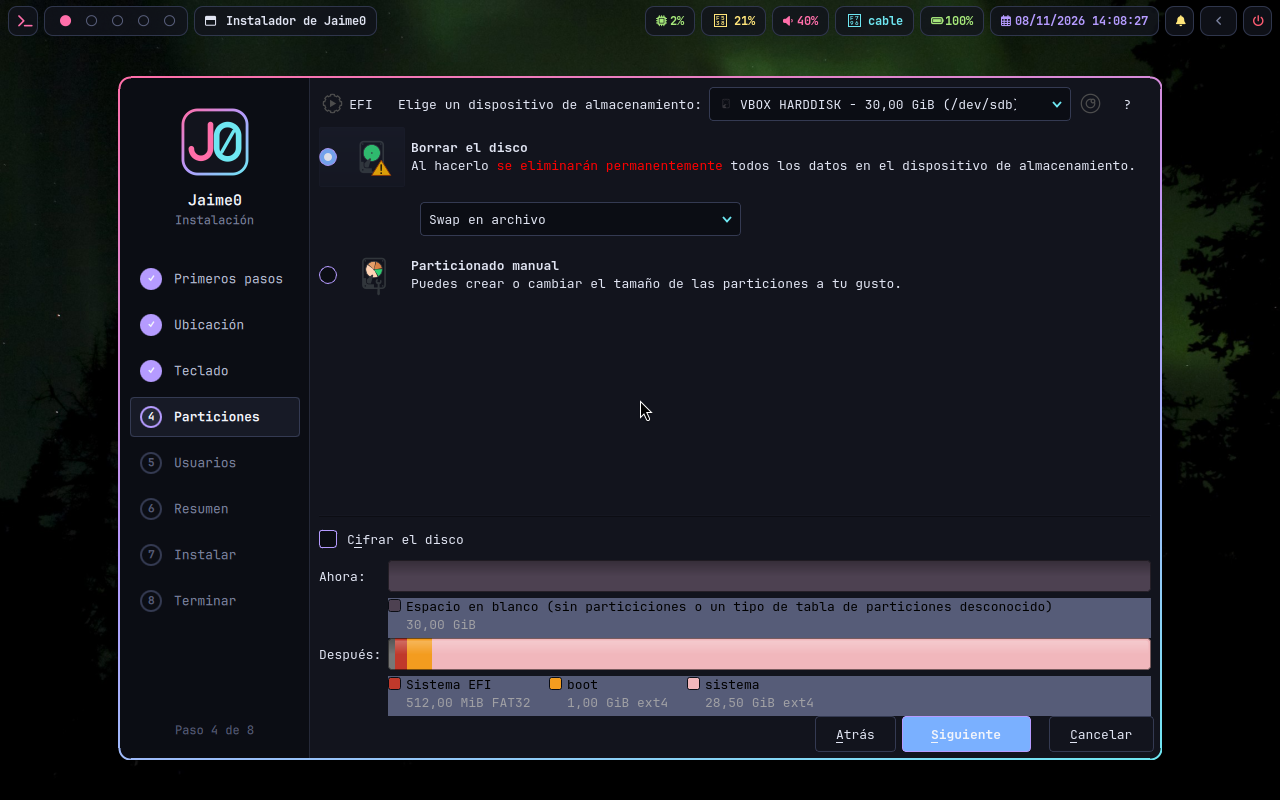 Instalador de Jaime0
2%
21%
40%
cable
100%
08/11/2026 14:08:27
J0
Jaime0
Instalación
Primeros pasos
Ubicación
Teclado
4 Particiones
5 Usuarios
6 Resumen
7 Instalar
8 Terminar
Paso 4 de 8
EFI Elige un dispositivo de almacenamiento: VBOX HARDDISK - 30,00 GiB (/dev/sdb) ?
Borrar el disco
Al hacerlo se eliminarán permanentemente todos los datos en el dispositivo de almacenamiento.
Swap en archivo
Particionado manual
Puedes crear o cambiar el tamaño de las particiones a tu gusto.
Cifrar el disco
Ahora:
Espacio en blanco (sin particiciones o un tipo de tabla de particiones desconocido)
30,00 GiB
Después:
Sistema EFI boot sistema
512,00 MiB FAT32 1,00 GiB ext4 28,50 GiB ext4
Atrás Siguiente Cancelar